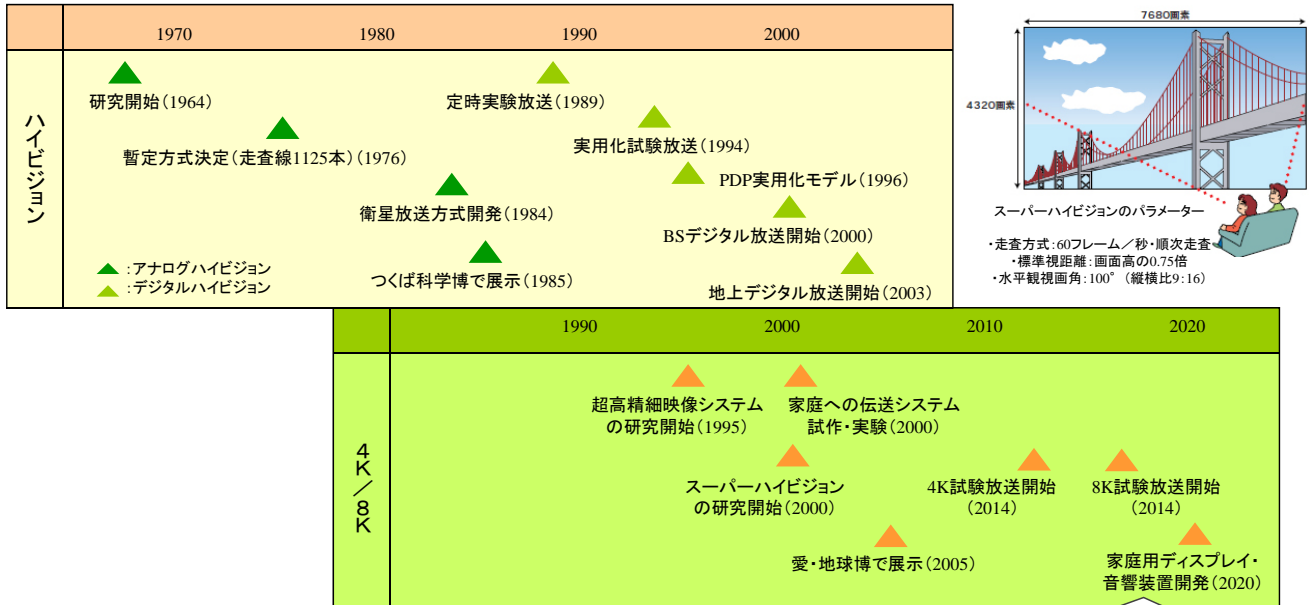 1970 1980 1990 2000
ハイビジョン
研究開始(1964)
定時実験放送(1989)
実用化試験放送(1994)
暫定方式決定(走査線1125本)(1976)
PDP実用化モデル(1996)
衛星放送方式開発(1984)
BSデジタル放送開始(2000)
▲:アナログハイビジョン
▲:デジタルハイビジョン
つくば科学博で展示(1985)
地上デジタル放送開始(2003)
7680画素
4320画素
スーパーハイビジョンのパラメーター
・走査方式:60フレーム/秒・順次走査
・標準視距離:画面高の0.75倍
・水平観視画角:100°(縦横比9:16)
1990 2000 2010 2020
4K/8K
超高精細映像システム
の研究開始(1995)
家庭への伝送システム
試作・実験(2000)
スーパーハイビジョン
の研究開始(2000)
4K試験放送開始
(2014)
8K試験放送開始
(2014)
愛・地球博で展示(2005)
家庭用ディスプレイ・
音響装置開発(2020)